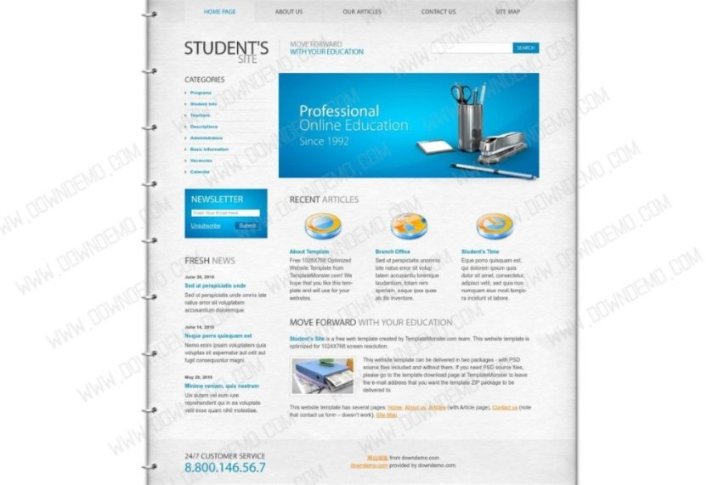 HOME PAGE ABOUT US OUR ARTICLES CONTACT US SITE MAP
STUDENT'S
SITE
MOVE FORWARD
WITH YOUR EDUCATION
SEARCH
CATEGORIES
Programs
Student Info
Teachers
Descriptions
Administrators
Basic Information
Vacancies
Calendar
Professional
Online Education
Since 1992
NEWSLETTER
Enter Your Email Here
Unsubscribe Submit
FRESH NEWS
June 30, 2010
Sed ut perspiciatis unde
Sed ut perspiciatis unde omnis iste
natus error sit voluptatem
accusantium doloremque.
June 14, 2010
Neque porro quisquam est
Nemo enim ipsam voluptatem quia
voluptas sit aspernatur aut odit aut
fugit consequuntur magni.
May 29, 2010
Minima veniam, quis nostrum
Uis autem vel eum iure
reprehenderit qui in ea voluptate
velit esse quam nihil molestiae.
RECENT ARTICLES
About Template
Free 1028X768 Optimized
Website Template from
TemplateMonster.com! We
hope that you like this tem-
plate and will use for your
websites.
Branch Office
Sed ut perspiciatis unomnis
iste natus error sit volup
tatem accusantiu doloremque
laudantium, totam rem
aperiam, eaque ipsa quae
ab illo inventore.
Student's Time
Eque porro quisquam est,
qui dolorem ipsum quia
dolor sit amet, consectetur,
adipisci velit, sed quia non
numquam eius modi tempo-
ra incidunt ut labore.
MOVE FORWARD WITH YOUR EDUCATION
Student's Site is a free web template created by TemplateMonster.com team. This website template is
optimized for 1024X768 screen resolution.
This website template can be delivered in two packages - with PSD
source files included and without them. If you need PSD source files,
please go to the template download page at TemplateMonster to leave
the e-mail address that you want the template ZIP package to be
delivered to.
This website template has several pages: Home, About us, Articles (with Article page), Contact us (note
that contact us form – doesn't work), Site Map.
24/7 CUSTOMER SERVICE
8.800.146.56.7
from downdemo.com
downdemo.com provided by downdemo.com
WWW.DOWNDEMO.COM